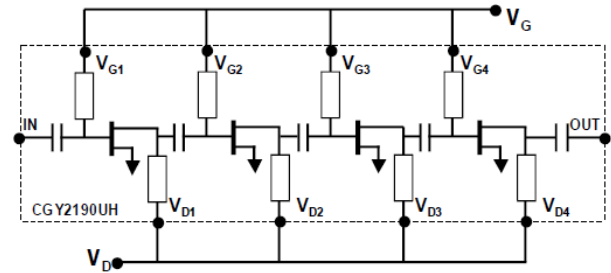 VG
VG1 VG2 VG3 VG4
IN OUT
CGY2190UH VD1 VD2 VD3 VD4
VD